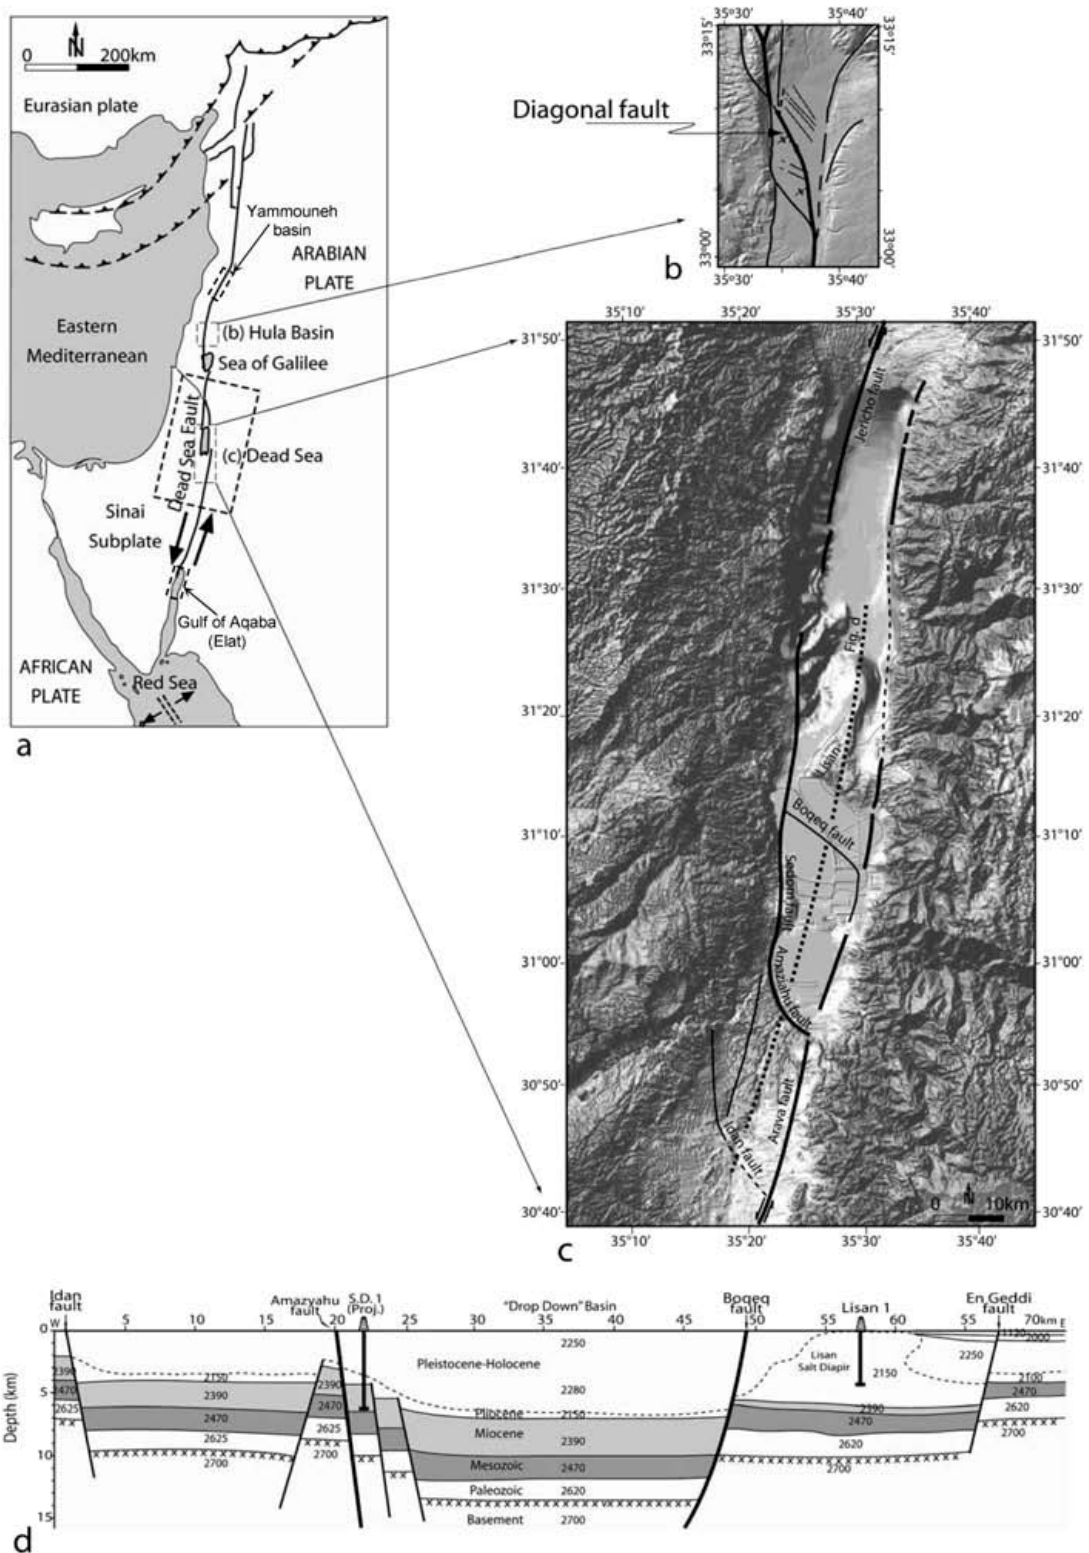 N
0 200km
Eurasian plate
Yammouneh
basin
ARABIAN
PLATE
Eastern
Mediterranean
(b) Hula Basin
Sea of Galilee
Dead Sea Fault
(c) Dead Sea
Sinai
Subplate
Gulf of Aqaba
(Elat)
AFRICAN
PLATE
Red Sea
a
35°30' 35°40'
33°15' 33°15'
Diagonal fault
33°00' 33°00'
35°30' 35°40'
b
35°10' 35°20' 35°30' 35°40'
31°50' 31°50'
Jericho fault
31°40' 31°40'
31°30' 31°30'
Fig. d
31°20' 31°20'
Lisan
Boqeq fault
31°10' 31°10'
Sedom fault
31°00' 31°00'
Amazyahu fault
30°50' 30°50'
Arava fault
Idan fault
N
0 10km
30°40' 30°40'
35°10' 35°20' 35°30' 35°40'
c
Idan
fault
Amazyahu
fault
S.D. 1
(Proj.)
"Drop Down" Basin
Boqeq
fault
Lisan 1
En Geddi
fault
W 5 10 15 20 25 30 35 40 45 50 55 60 55 70km E
Depth (km)
0
5
10
15
2250
Pleistocene-Holocene
2280
Pliocene 2150
Miocene 2390
Mesozoic 2470
Paleozoic 2620
Basement 2700
2390
2470
2625
2150
2390
2470
2625
2700
2390
2470
2625
2700
Lisan
Salt Diapir
2150
2390
2470
2620
2700
2000
2250
2100
2470
2620
2700
d